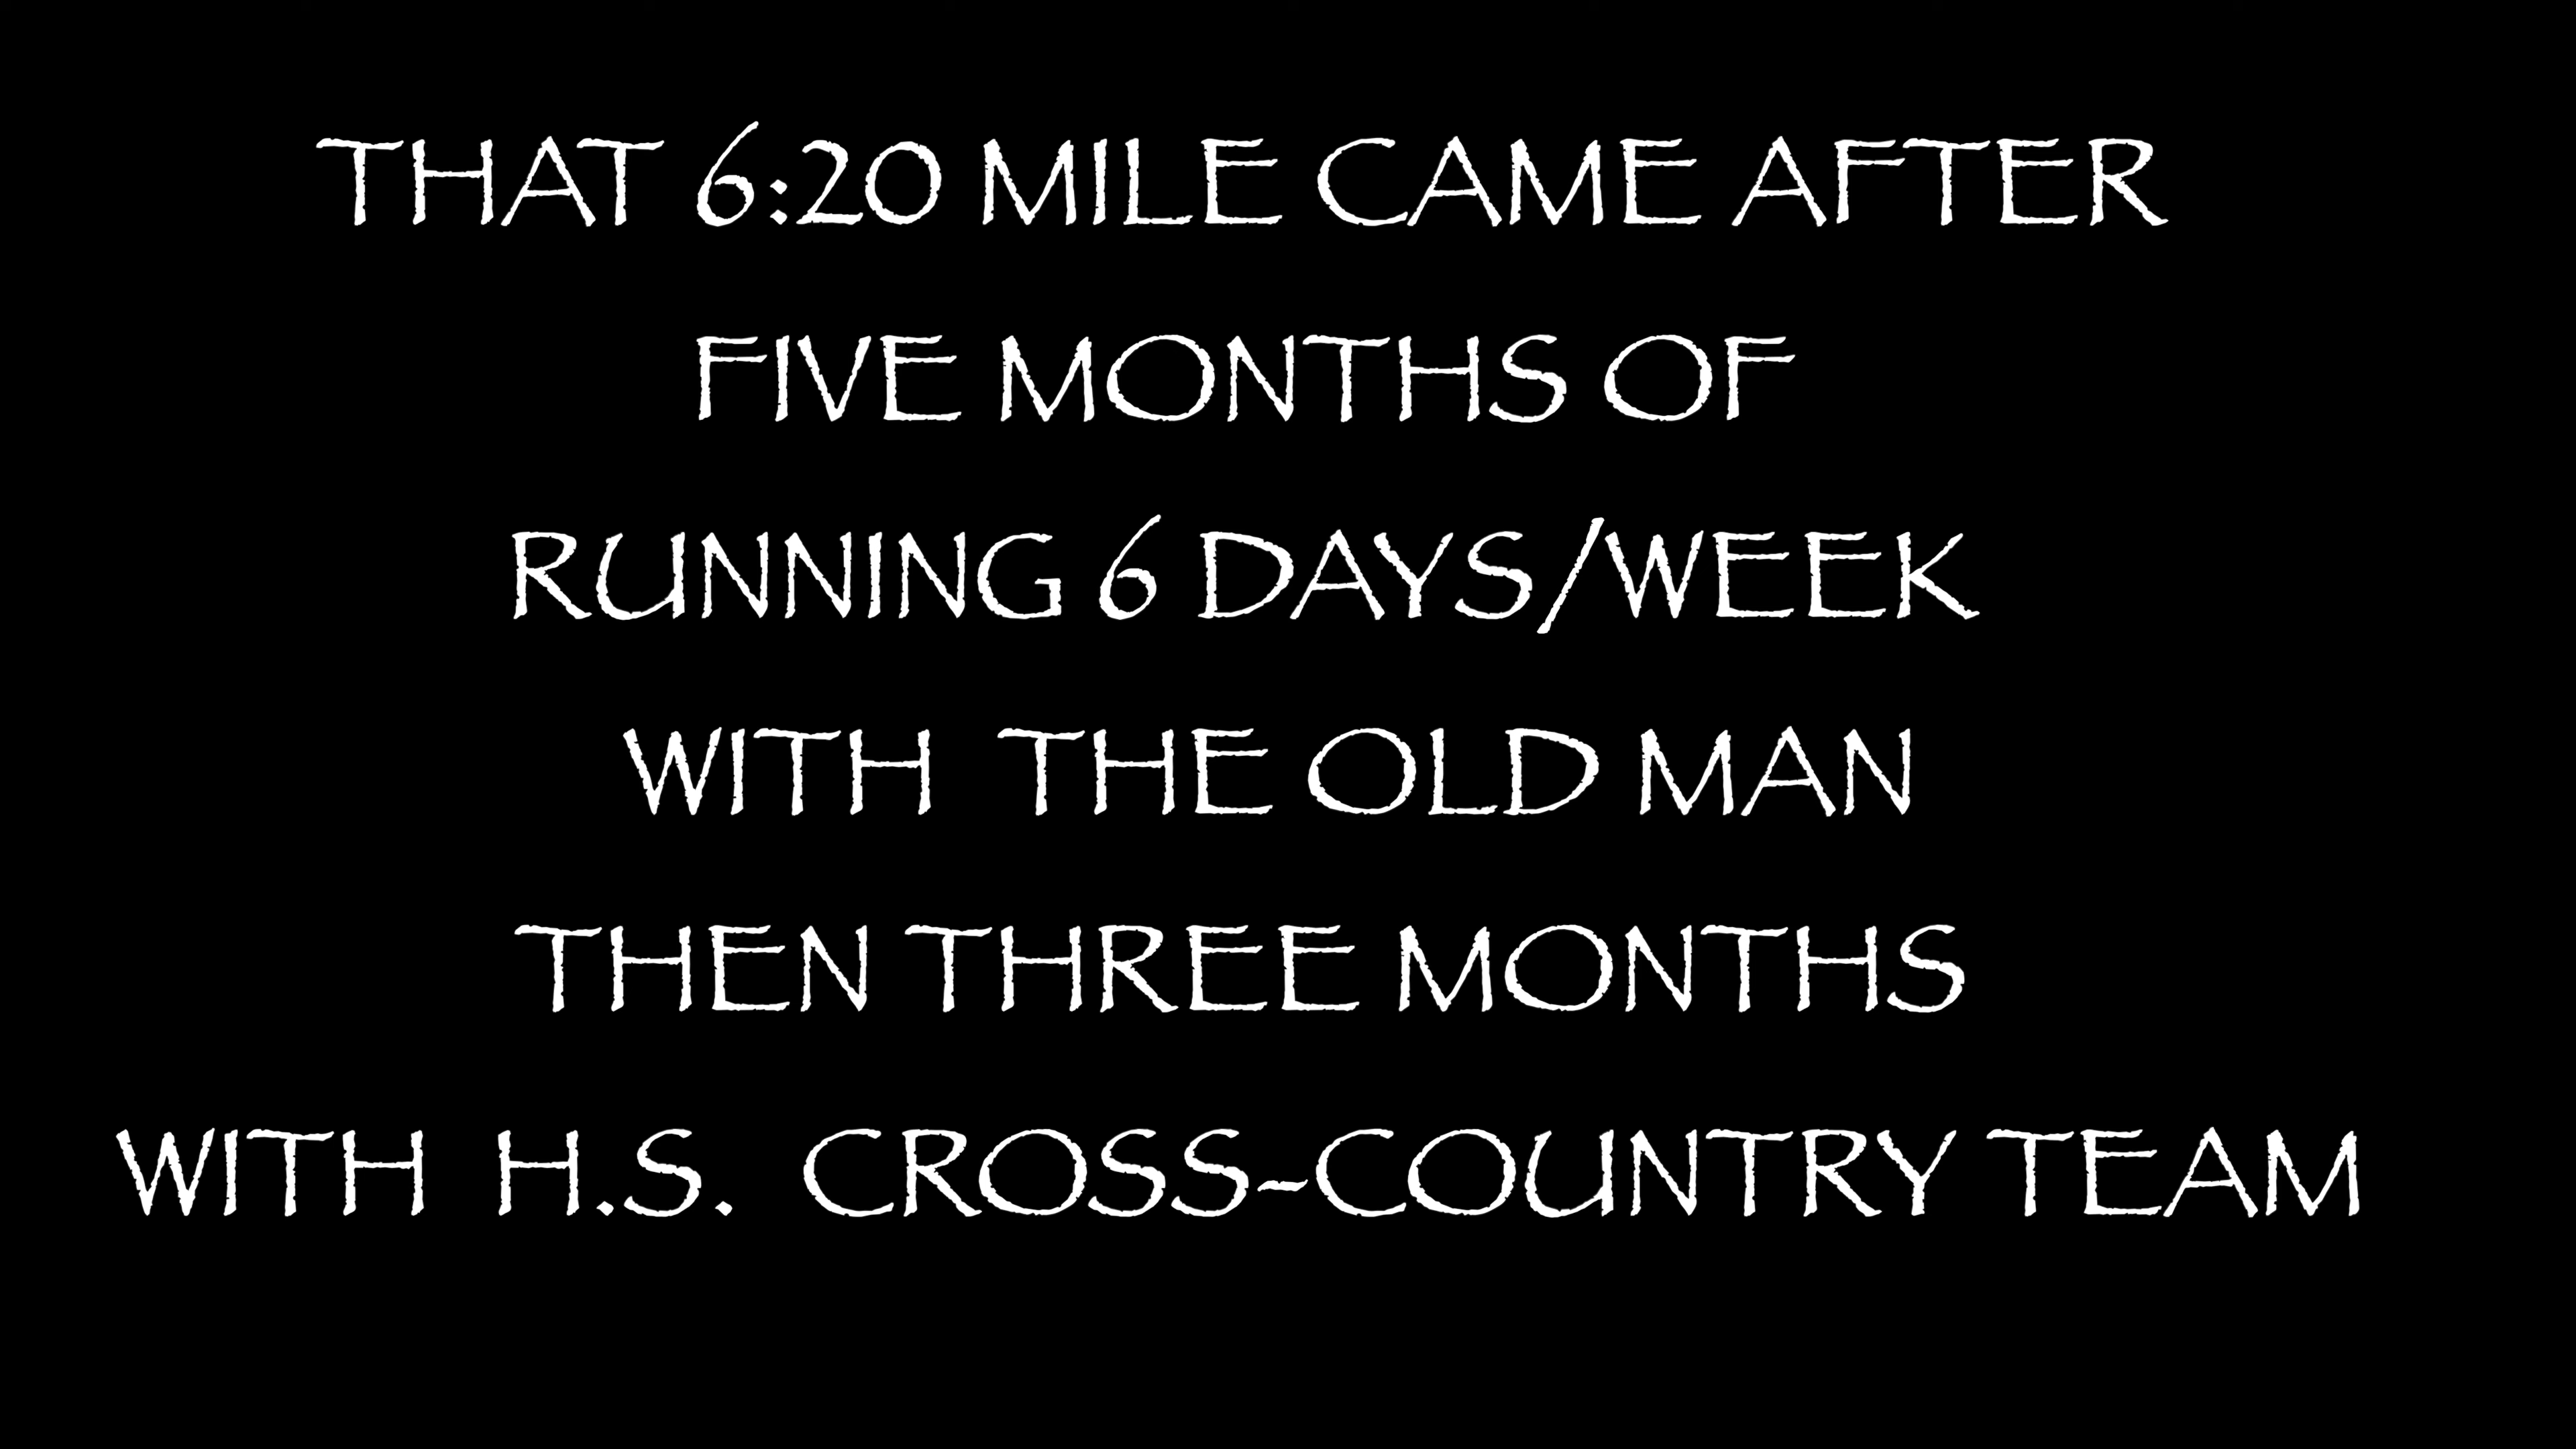 THAT 6:20 MILE CAME AFTER
FIVE MONTHS OF
RUNNING 6 DAYS/WEEK
WITH  THE OLD MAN
THEN THREE MONTHS
WITH  H.S.  CROSS-COUNTRY TEAM